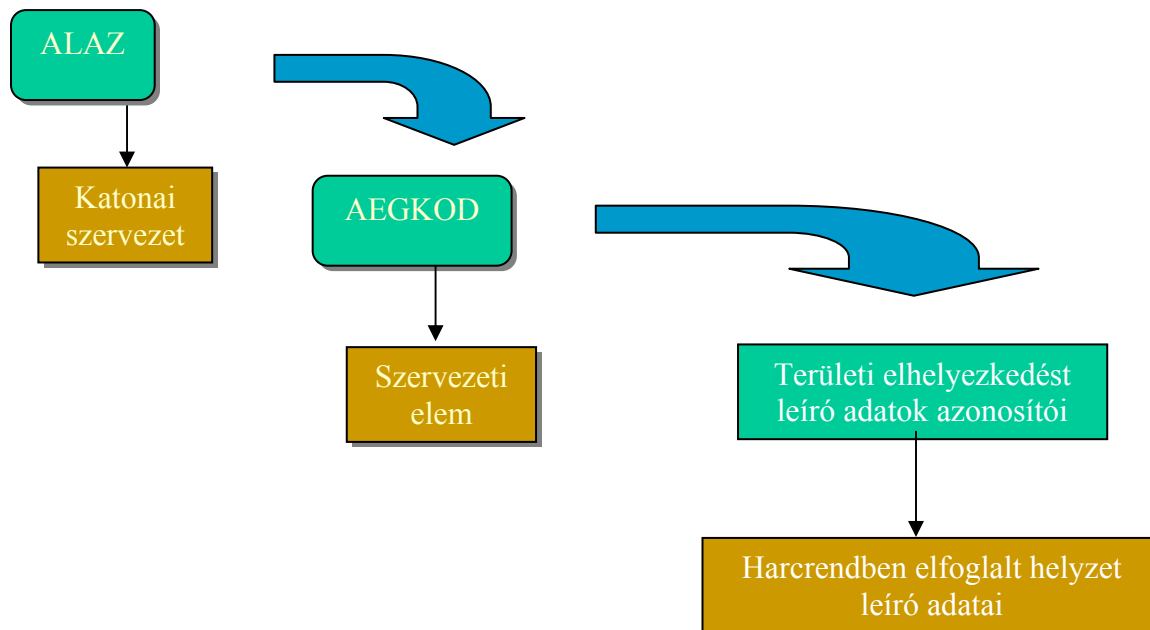 ALAZ
Katonai
szervezet
AEGKOD
Szervezeti
elem
Területi elhelyezkedést
leíró adatok azonosítói
Harcrendben elfoglalt helyzet
leíró adatai